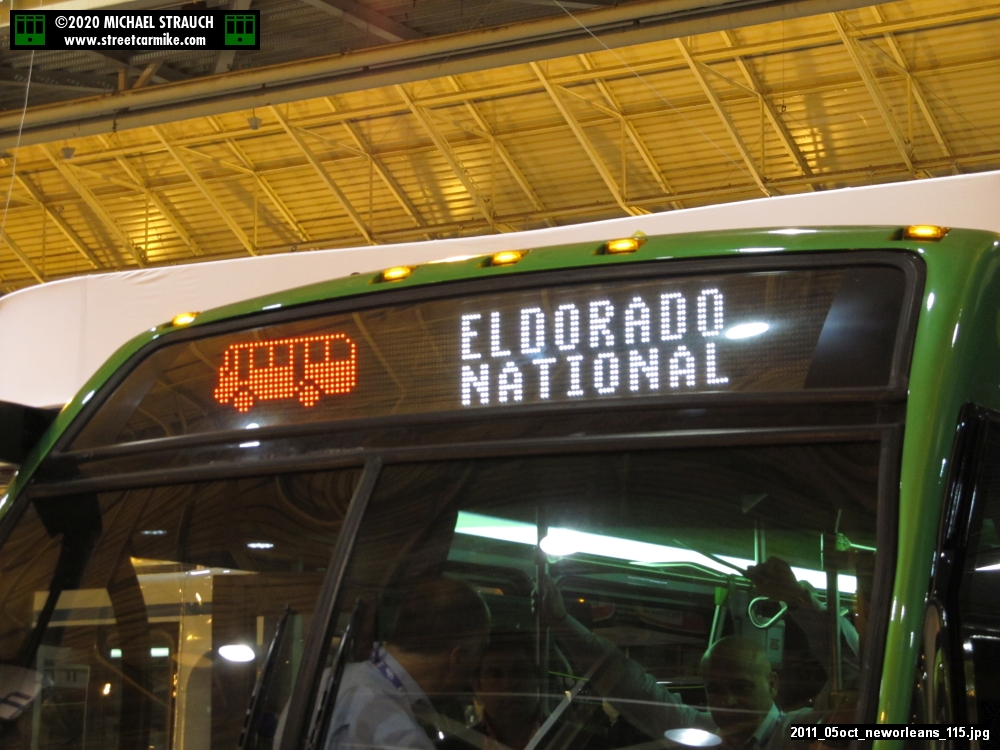 ©2020 MICHAEL STRAUCH
www.streetcarmike.com
ELDORADO
NATIONAL
2011_05oct_neworleans_115.jpg